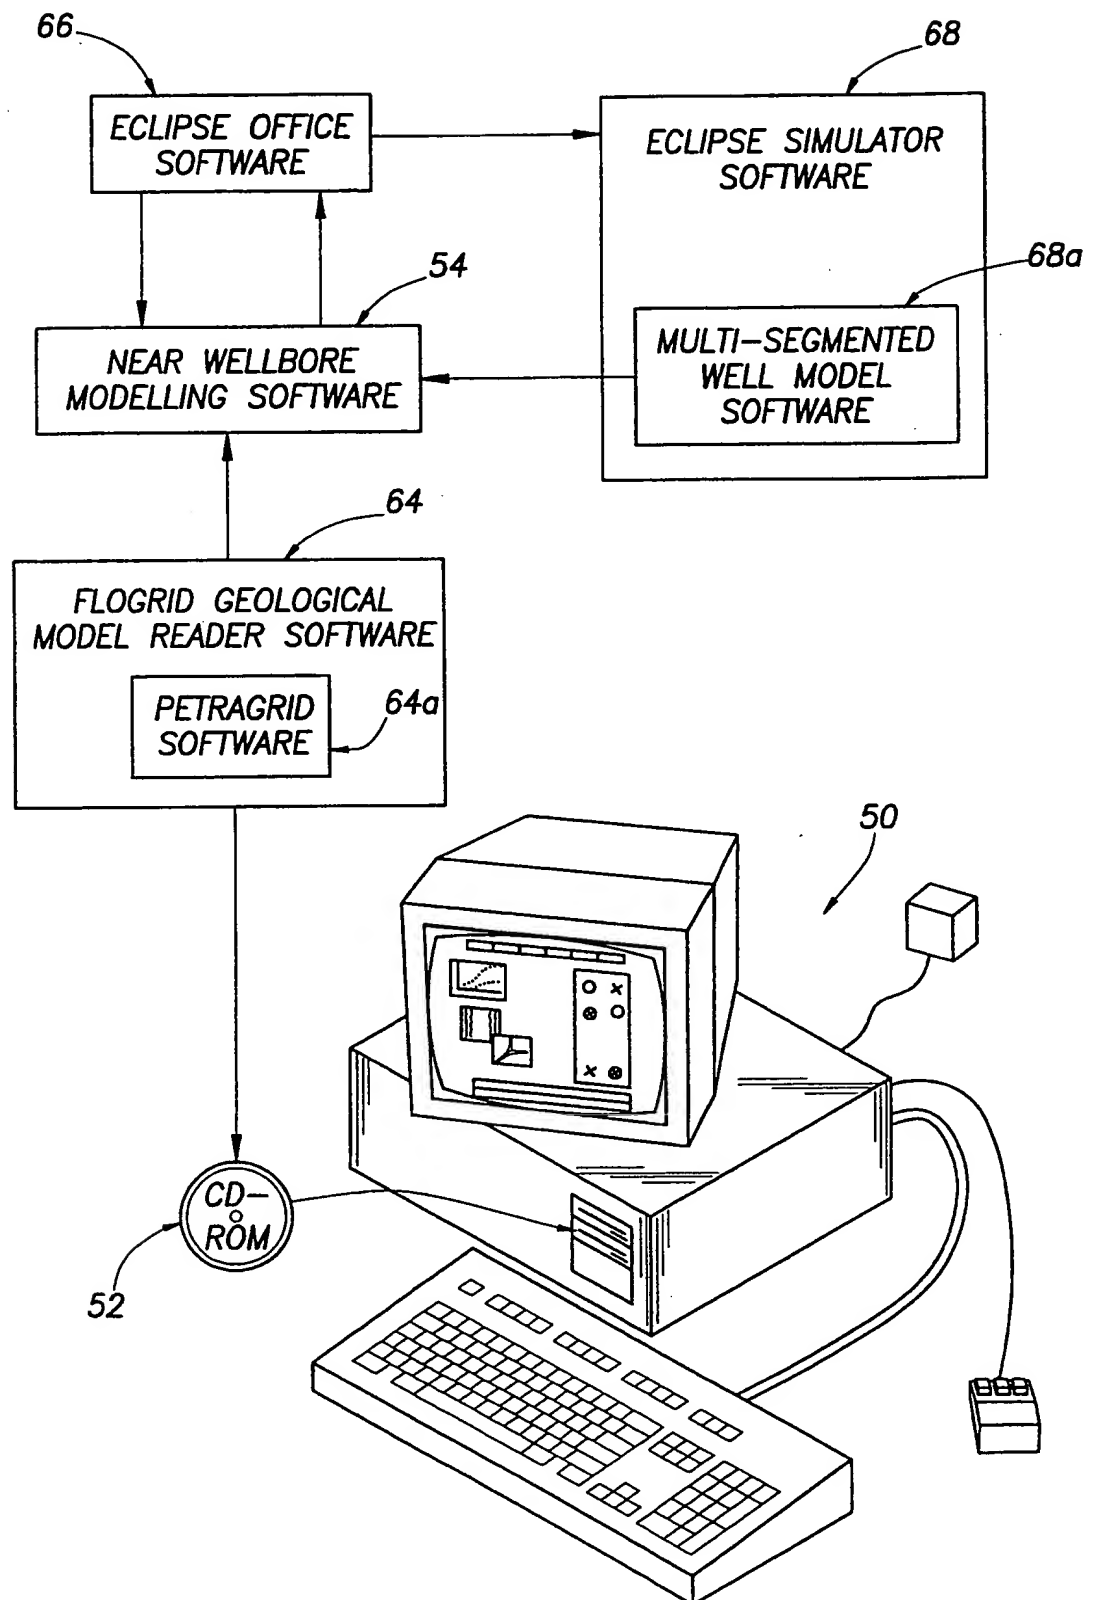 66
68
ECLIPSE OFFICE
SOFTWARE
ECLIPSE SIMULATOR
SOFTWARE
54
68a
NEAR WELLBORE
MODELLING SOFTWARE
MULTI-SEGMENTED
WELL MODEL
SOFTWARE
64
FLOGRID GEOLOGICAL
MODEL READER SOFTWARE
PETRAGRID
SOFTWARE
64a
50
CD-
ROM
52